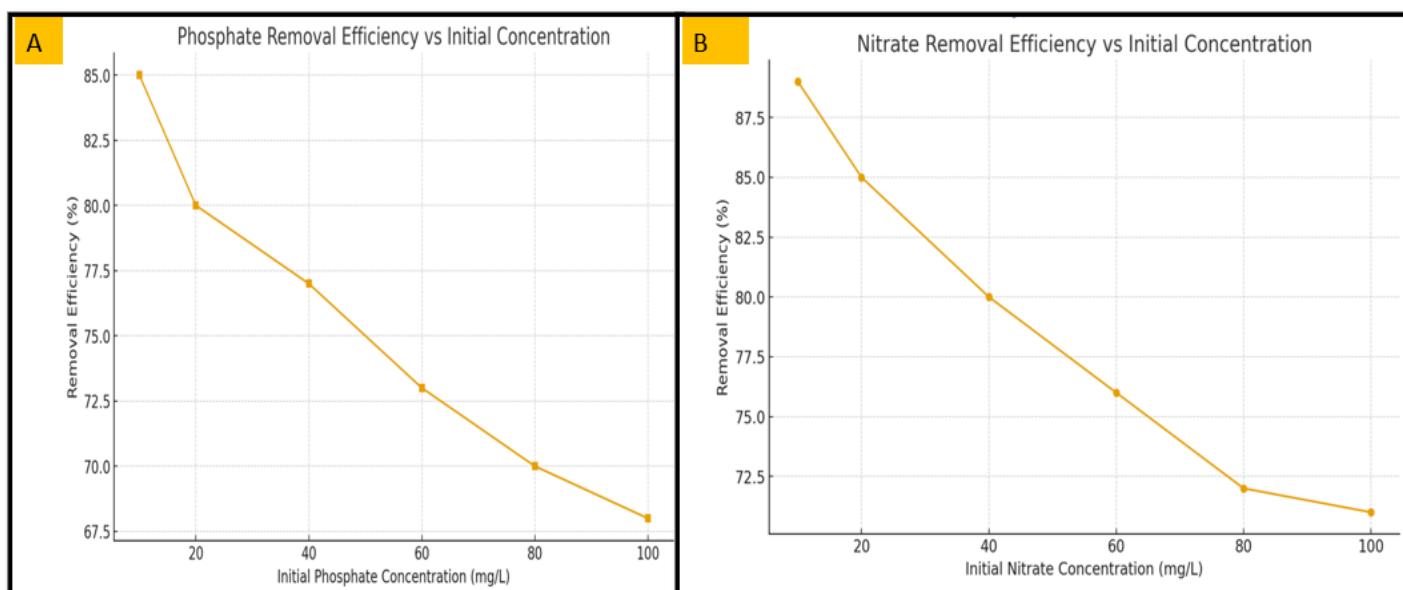 A
Phosphate Removal Efficiency vs Initial Concentration
Removal Efficiency (%)
85.0
82.5
80.0
77.5
75.0
72.5
70.0
67.5
20 40 60 80 100
Initial Phosphate Concentration (mg/L)
B
Nitrate Removal Efficiency vs Initial Concentration
Removal Efficiency (%)
87.5
85.0
82.5
80.0
77.5
75.0
72.5
20 40 60 80 100
Initial Nitrate Concentration (mg/L)